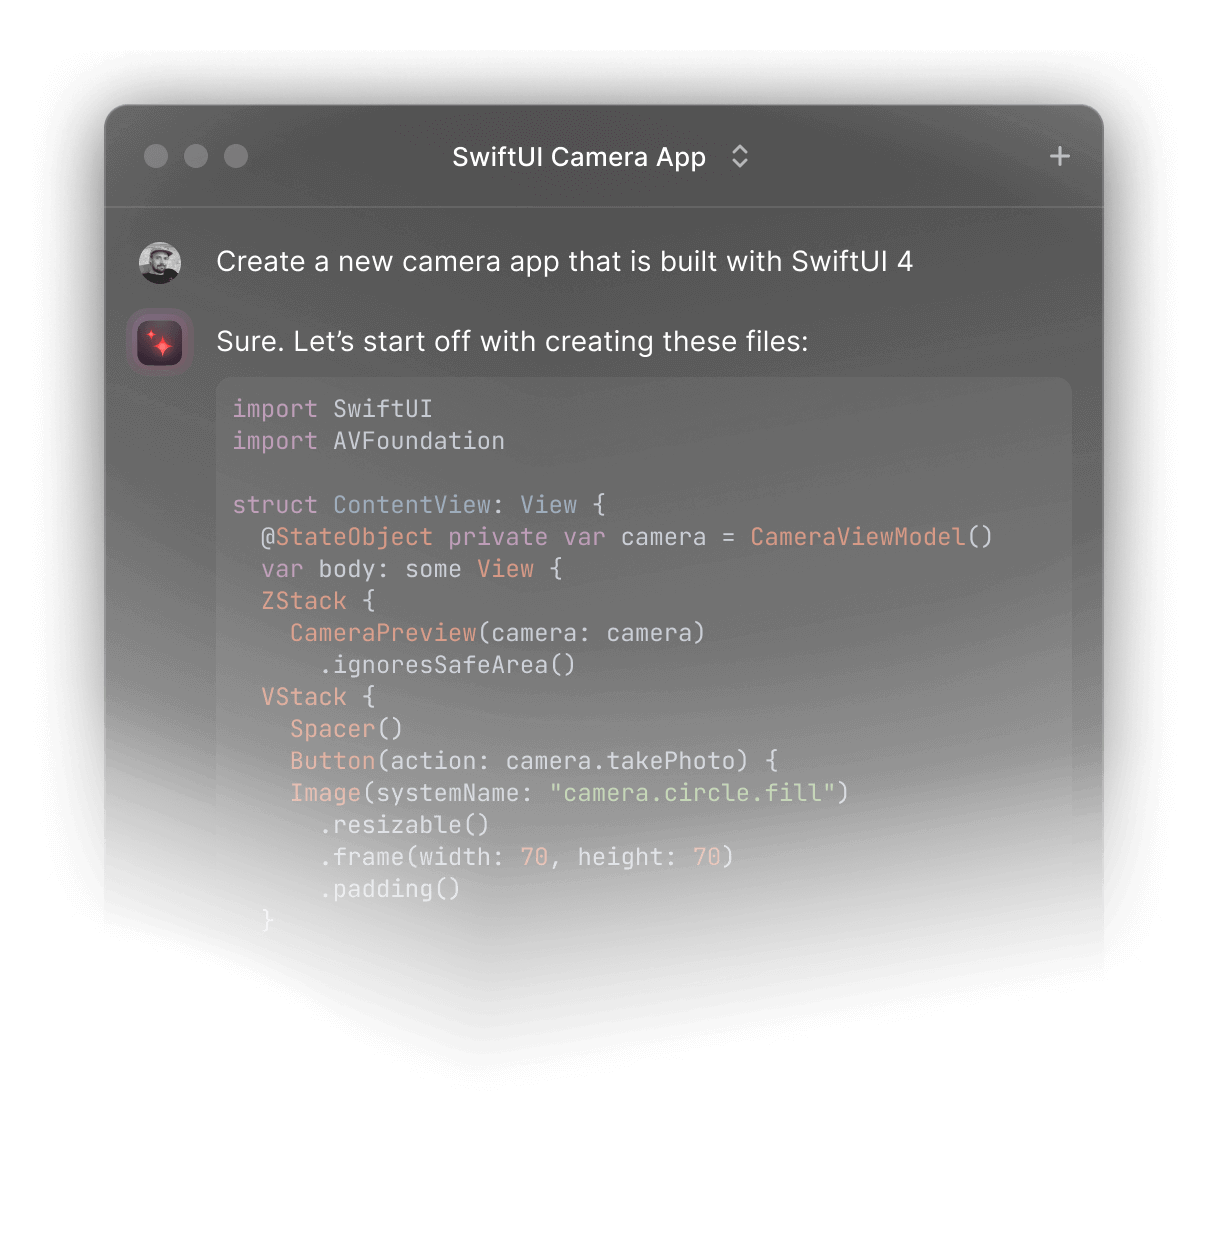 SwiftUI Camera App
Create a new camera app that is built with SwiftUI 4
Sure. Let’s start off with creating these files:
import SwiftUI
import AVFoundation

struct ContentView: View {
  @StateObject private var camera = CameraViewModel()
  var body: some View {
  ZStack {
    CameraPreview(camera: camera)
      .ignoresSafeArea()
  VStack {
    Spacer()
    Button(action: camera.takePhoto) {
    Image(systemName: "camera.circle.fill")
      .resizable()
      .frame(width: 70, height: 70)
      .padding()
  }